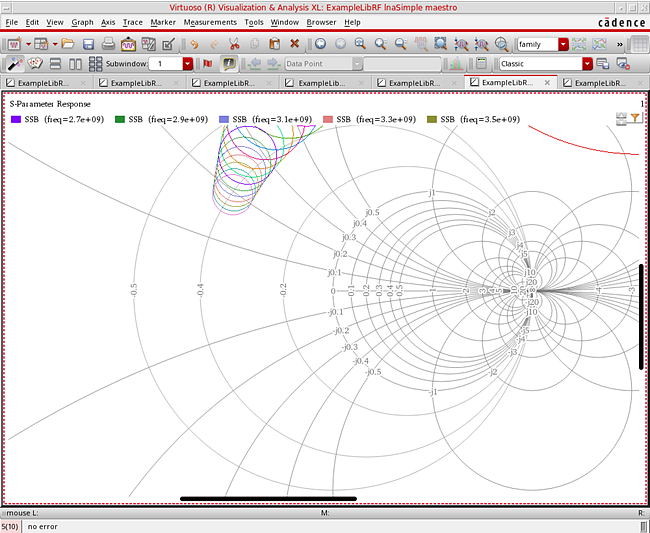 Virtuoso (R) Visualization & Analysis XL: ExampleLibRF lnaSimple maestro
File Edit View Graph Axis Trace Marker Measurements Tools Window Browser Help cādence
family
Subwindow: 1 Data Point Classic
ExampleLibR... ExampleLibR... ExampleLibR... ExampleLibR... ExampleLibR... ExampleLibR... ExampleLibR...
S-Parameter Response 1
SSB (freq=2.7e+09) SSB (freq=2.9e+09) SSB (freq=3.1e+09) SSB (freq=3.3e+09) SSB (freq=3.5e+09)
j1 j2
j0.5
j0.4
j3
j0.3
j4
j0.2 j5
j0.1 j10
j20
-0.5 -0.4 -0.2 0 0.1 0.2 0.3 0.4 0.5 1 2 3 4 5
-j20
-j0.1 -j10
-j0.2 -j5
-j4
-j0.3
-j3
-j0.4
-j0.5 -j2
-j1
mouse L: M: R:
5(10) no error